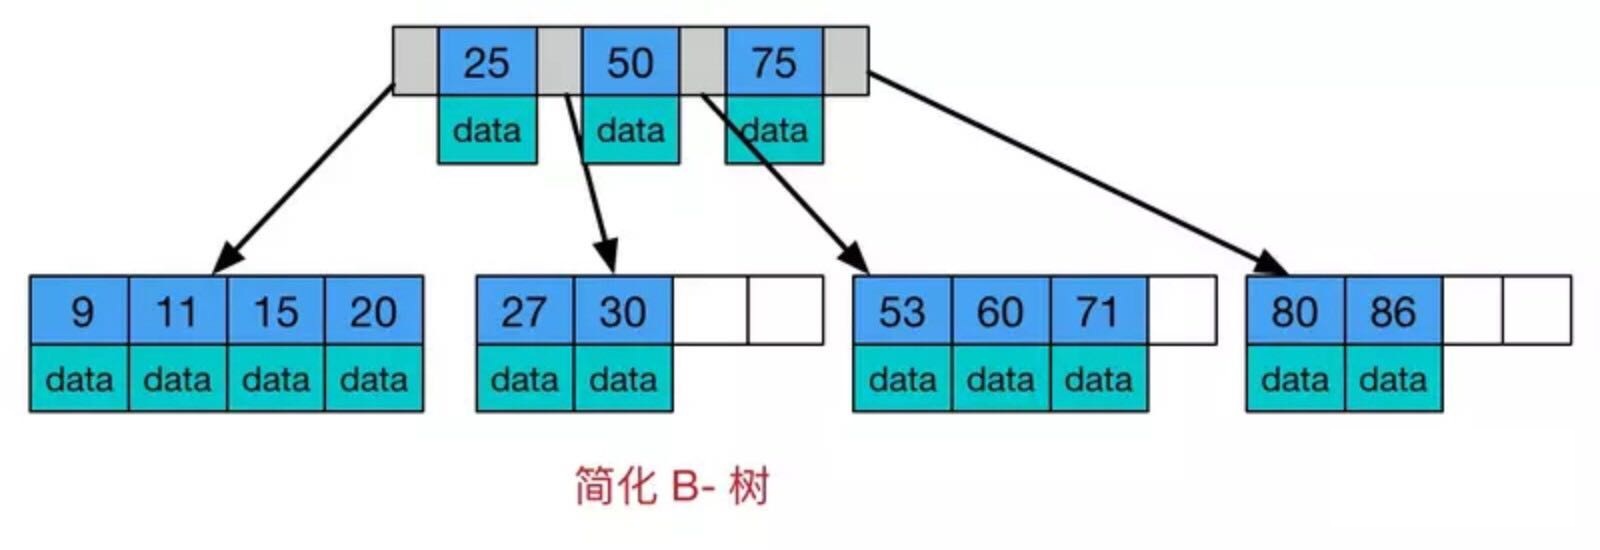 25 50 75
data data data
9 11 15 20 27 30 53 60 71 80 86
data data data data data data data data data data data
简化 B- 树